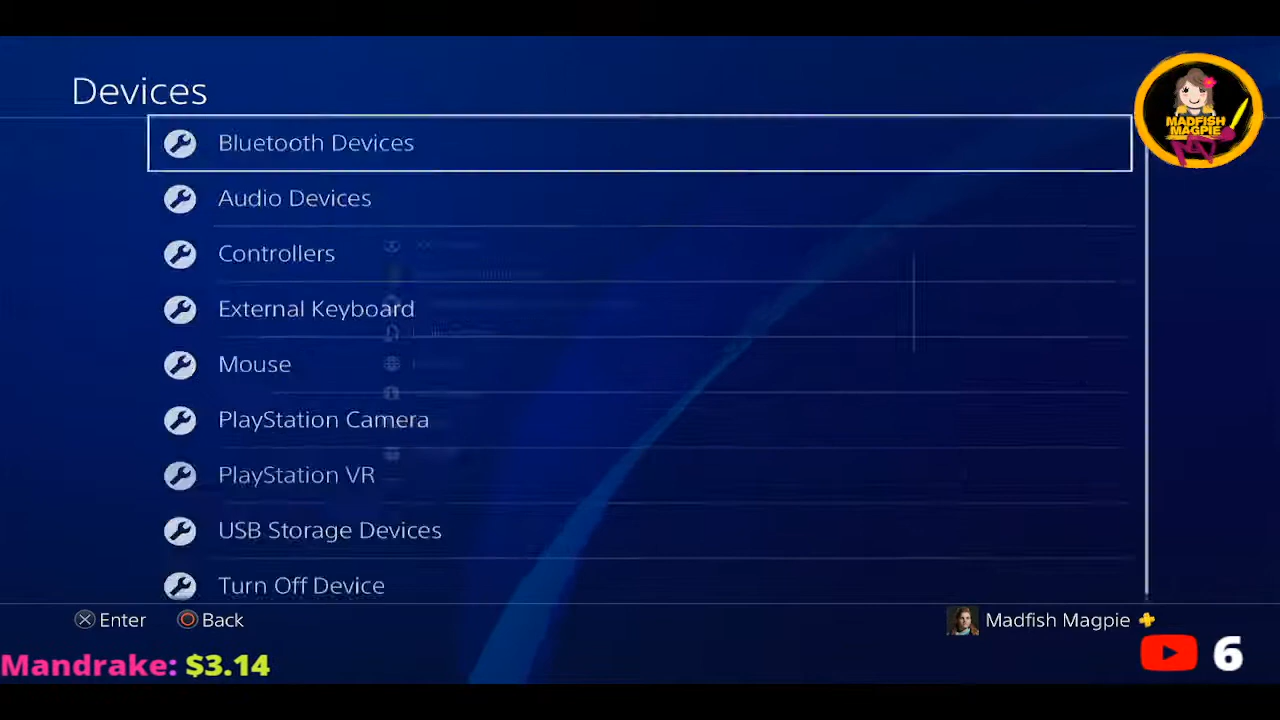 Devices
MADFISH
MAGPIE
Bluetooth Devices
Audio Devices
Controllers
External Keyboard
Mouse
PlayStation Camera
PlayStation VR
USB Storage Devices
Turn Off Device
Enter
Back
Madfish Magpie
Mandrake: $3.14
6